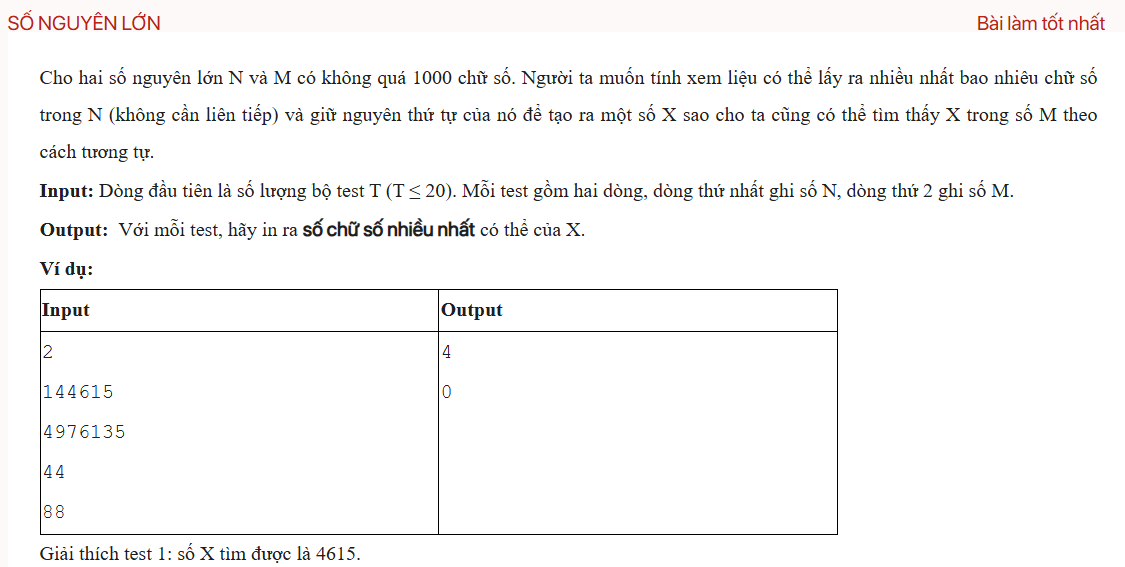 SỐ NGUYÊN LỚN
Bài làm tốt nhất
Cho hai số nguyên lớn N và M có không quá 1000 chữ số. Người ta muốn tính xem liệu có thể lấy ra nhiều nhất bao nhiêu chữ số
trong N (không cần liên tiếp) và giữ nguyên thứ tự của nó để tạo ra một số X sao cho ta cũng có thể tìm thấy X trong số M theo
cách tương tự.
Input: Dòng đầu tiên là số lượng bộ test T (T ≤ 20). Mỗi test gồm hai dòng, dòng thứ nhất ghi số N, dòng thứ 2 ghi số M.
Output: Với mỗi test, hãy in ra số chữ số nhiều nhất có thể của X.
Ví dụ:
Input
Output
2
144615
4976135
44
88
4
0
Giải thích test 1: số X tìm được là 4615.